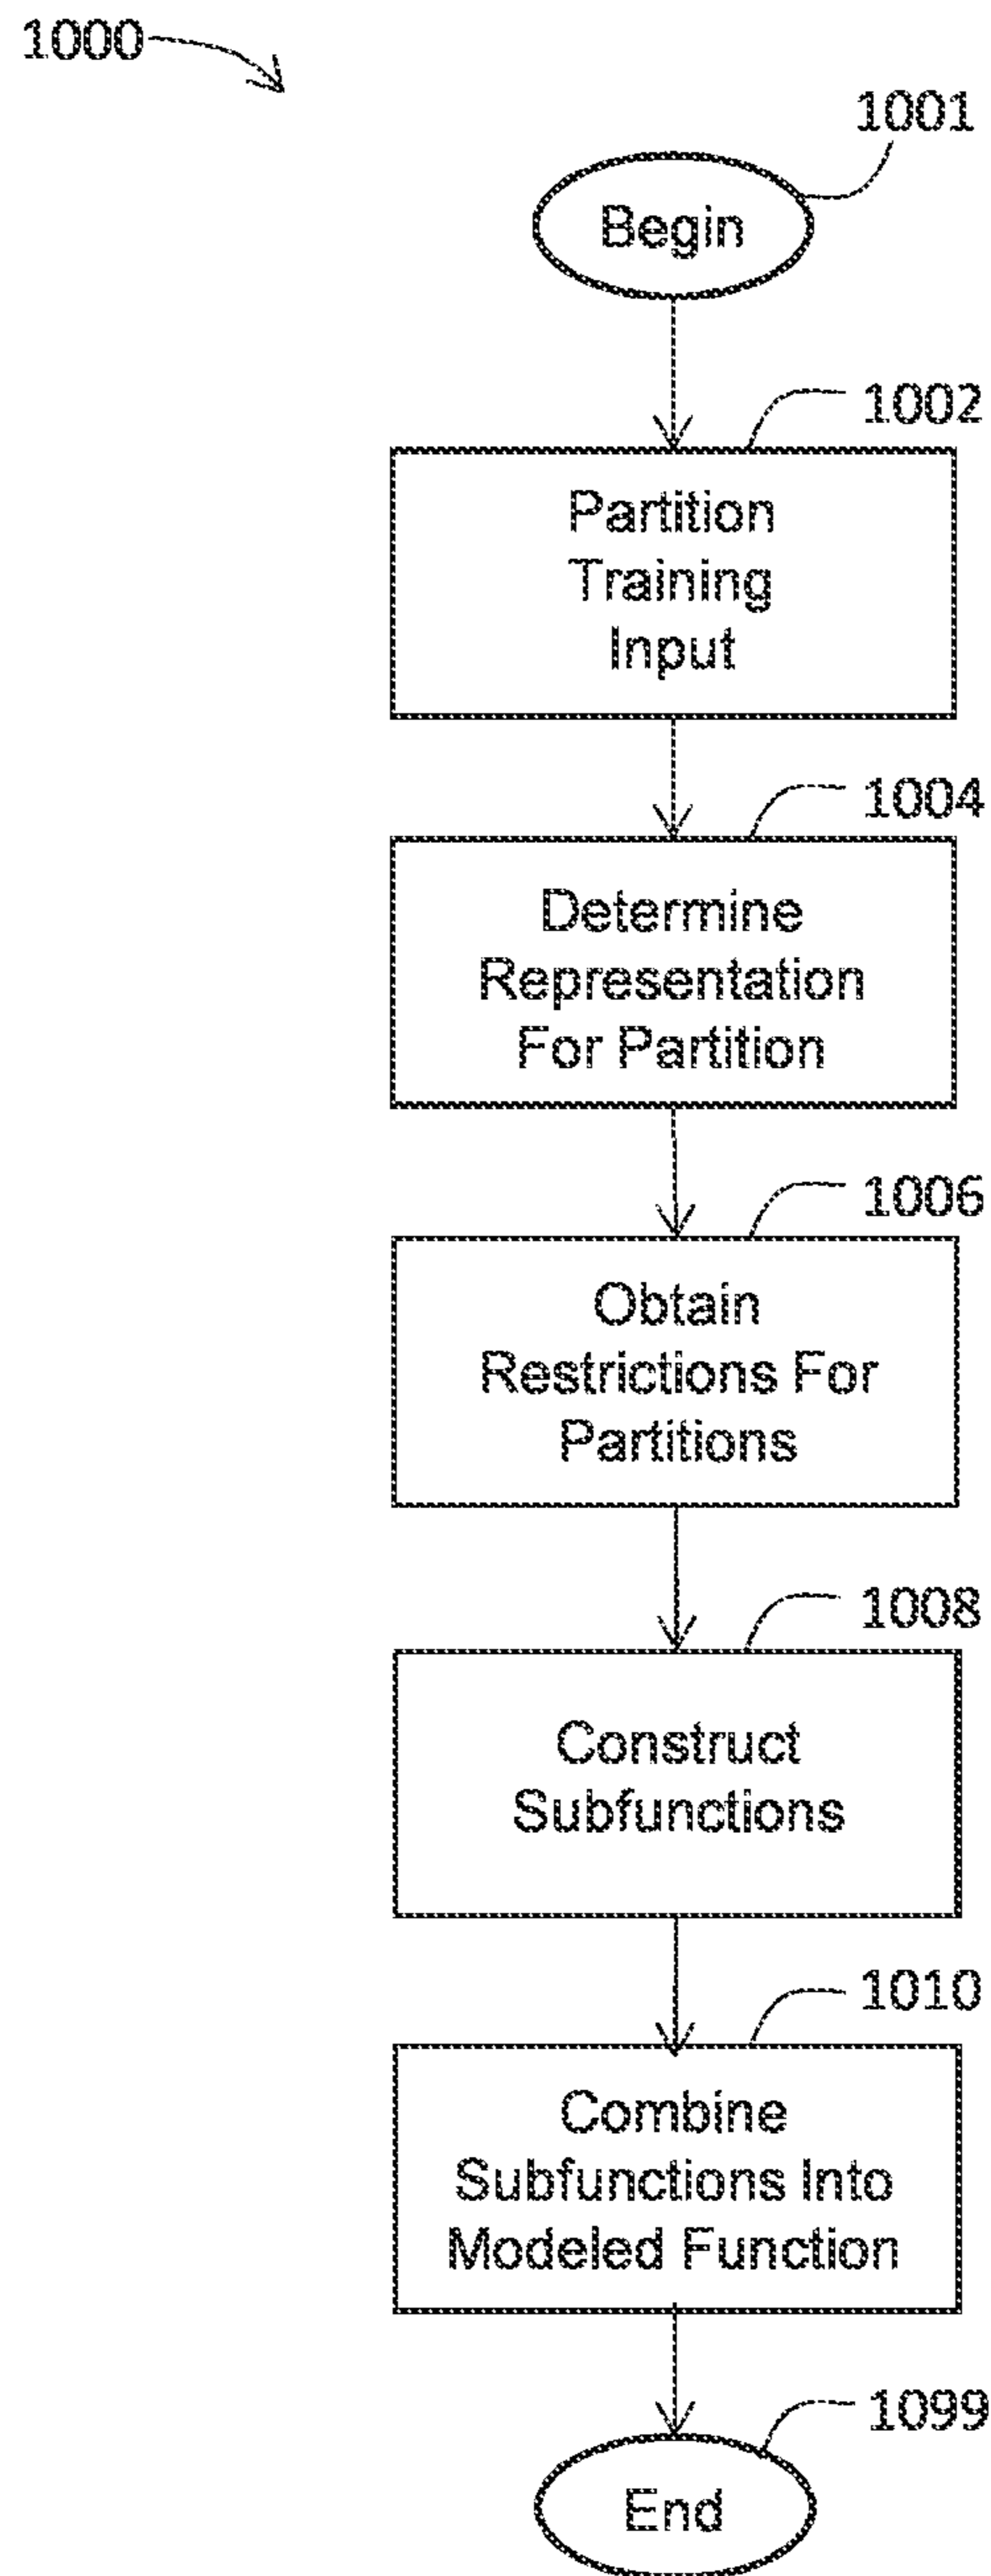 1000
1001
Begin
1002
Partition
Training
Input
1004
Determine
Representation
For Partition
1006
Obtain
Restrictions For
Partitions
1008
Construct
Subfunctions
1010
Combine
Subfunctions Into
Modeled Function
1099
End